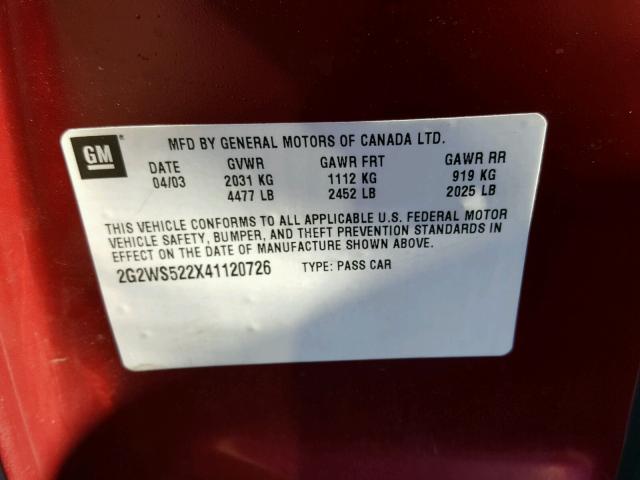 GM
MFD BY GENERAL MOTORS OF CANADA LTD.
DATE GVWR GAWR FRT GAWR RR
04/03 2031 KG 1112 KG 919 KG
4477 LB 2452 LB 2025 LB
THIS VEHICLE CONFORMS TO ALL APPLICABLE U.S. FEDERAL MOTOR
VEHICLE SAFETY, BUMPER, AND THEFT PREVENTION STANDARDS IN
EFFECT ON THE DATE OF MANUFACTURE SHOWN ABOVE.
2G2WS522X41120726 TYPE: PASS CAR